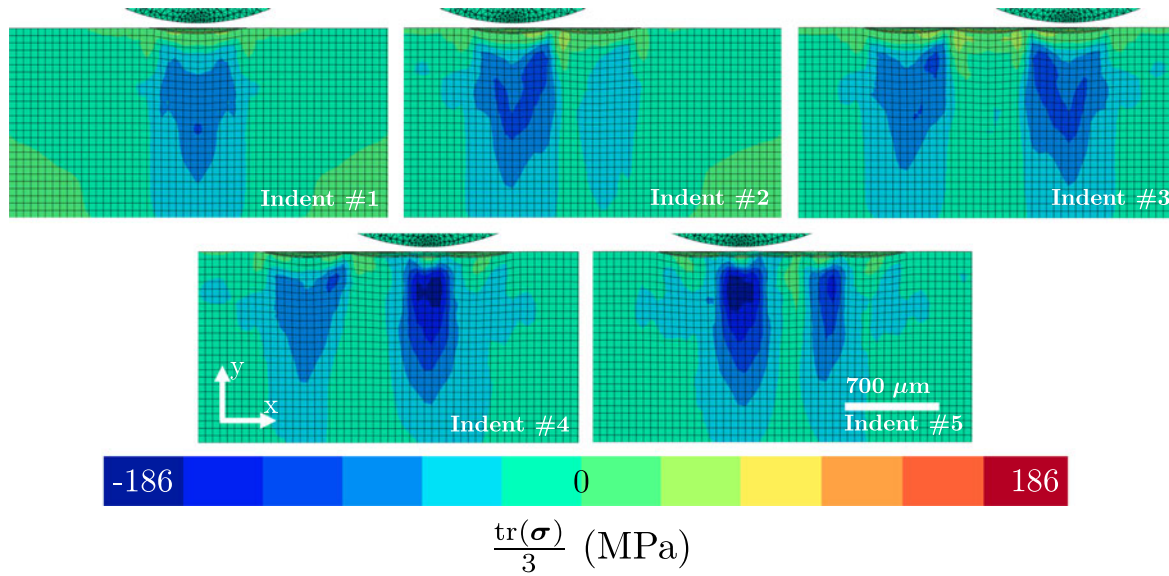 Indent #1
Indent #2
Indent #3
y
x
Indent #4
700 μm
Indent #5
-186 0 186
tr(σ)/3 (MPa)